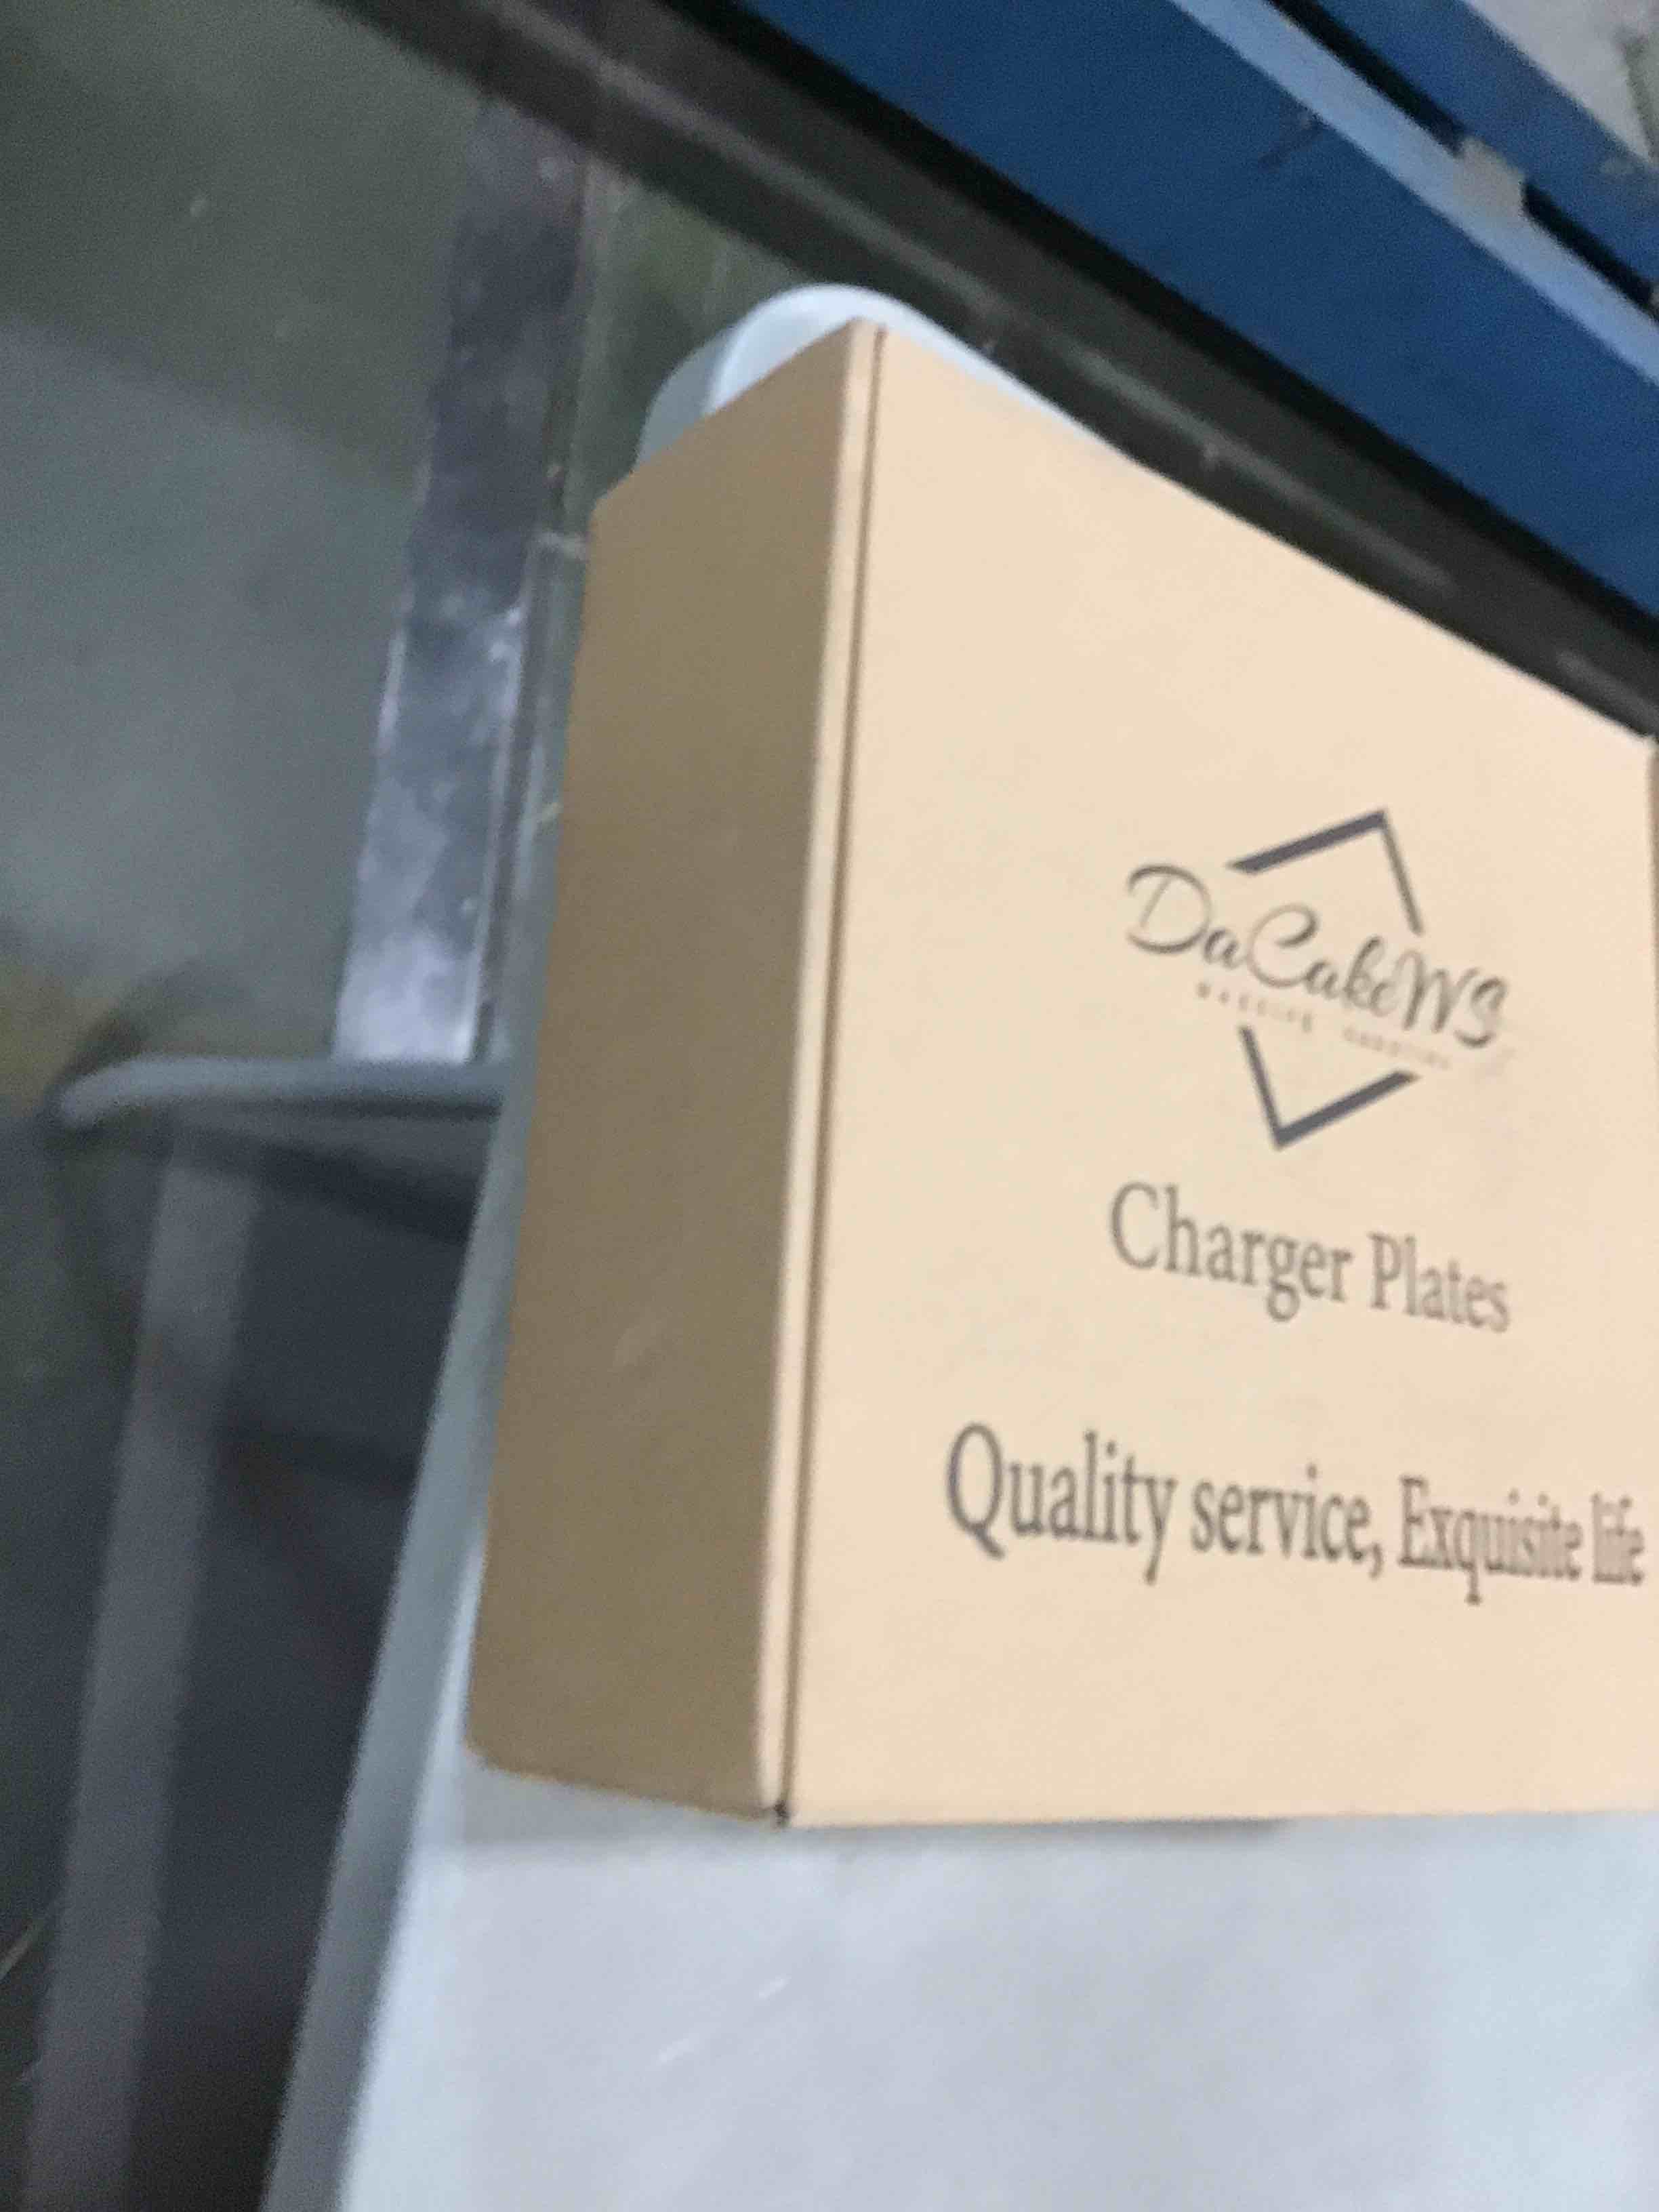 DaCakeWS
Charger Plates
Quality service, Exquisite life